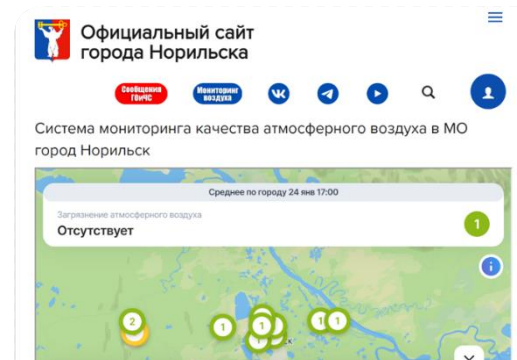 Официальный сайт
города Норильска
Сообщения
ГОиЧС
Мониторинг
воздуха
Система мониторинга качества атмосферного воздуха в МО
город Норильск
Среднее по городу 24 янв 17:00
Загрязнение атмосферного воздуха
Отсутствует
1
2
1
1
1
1
1